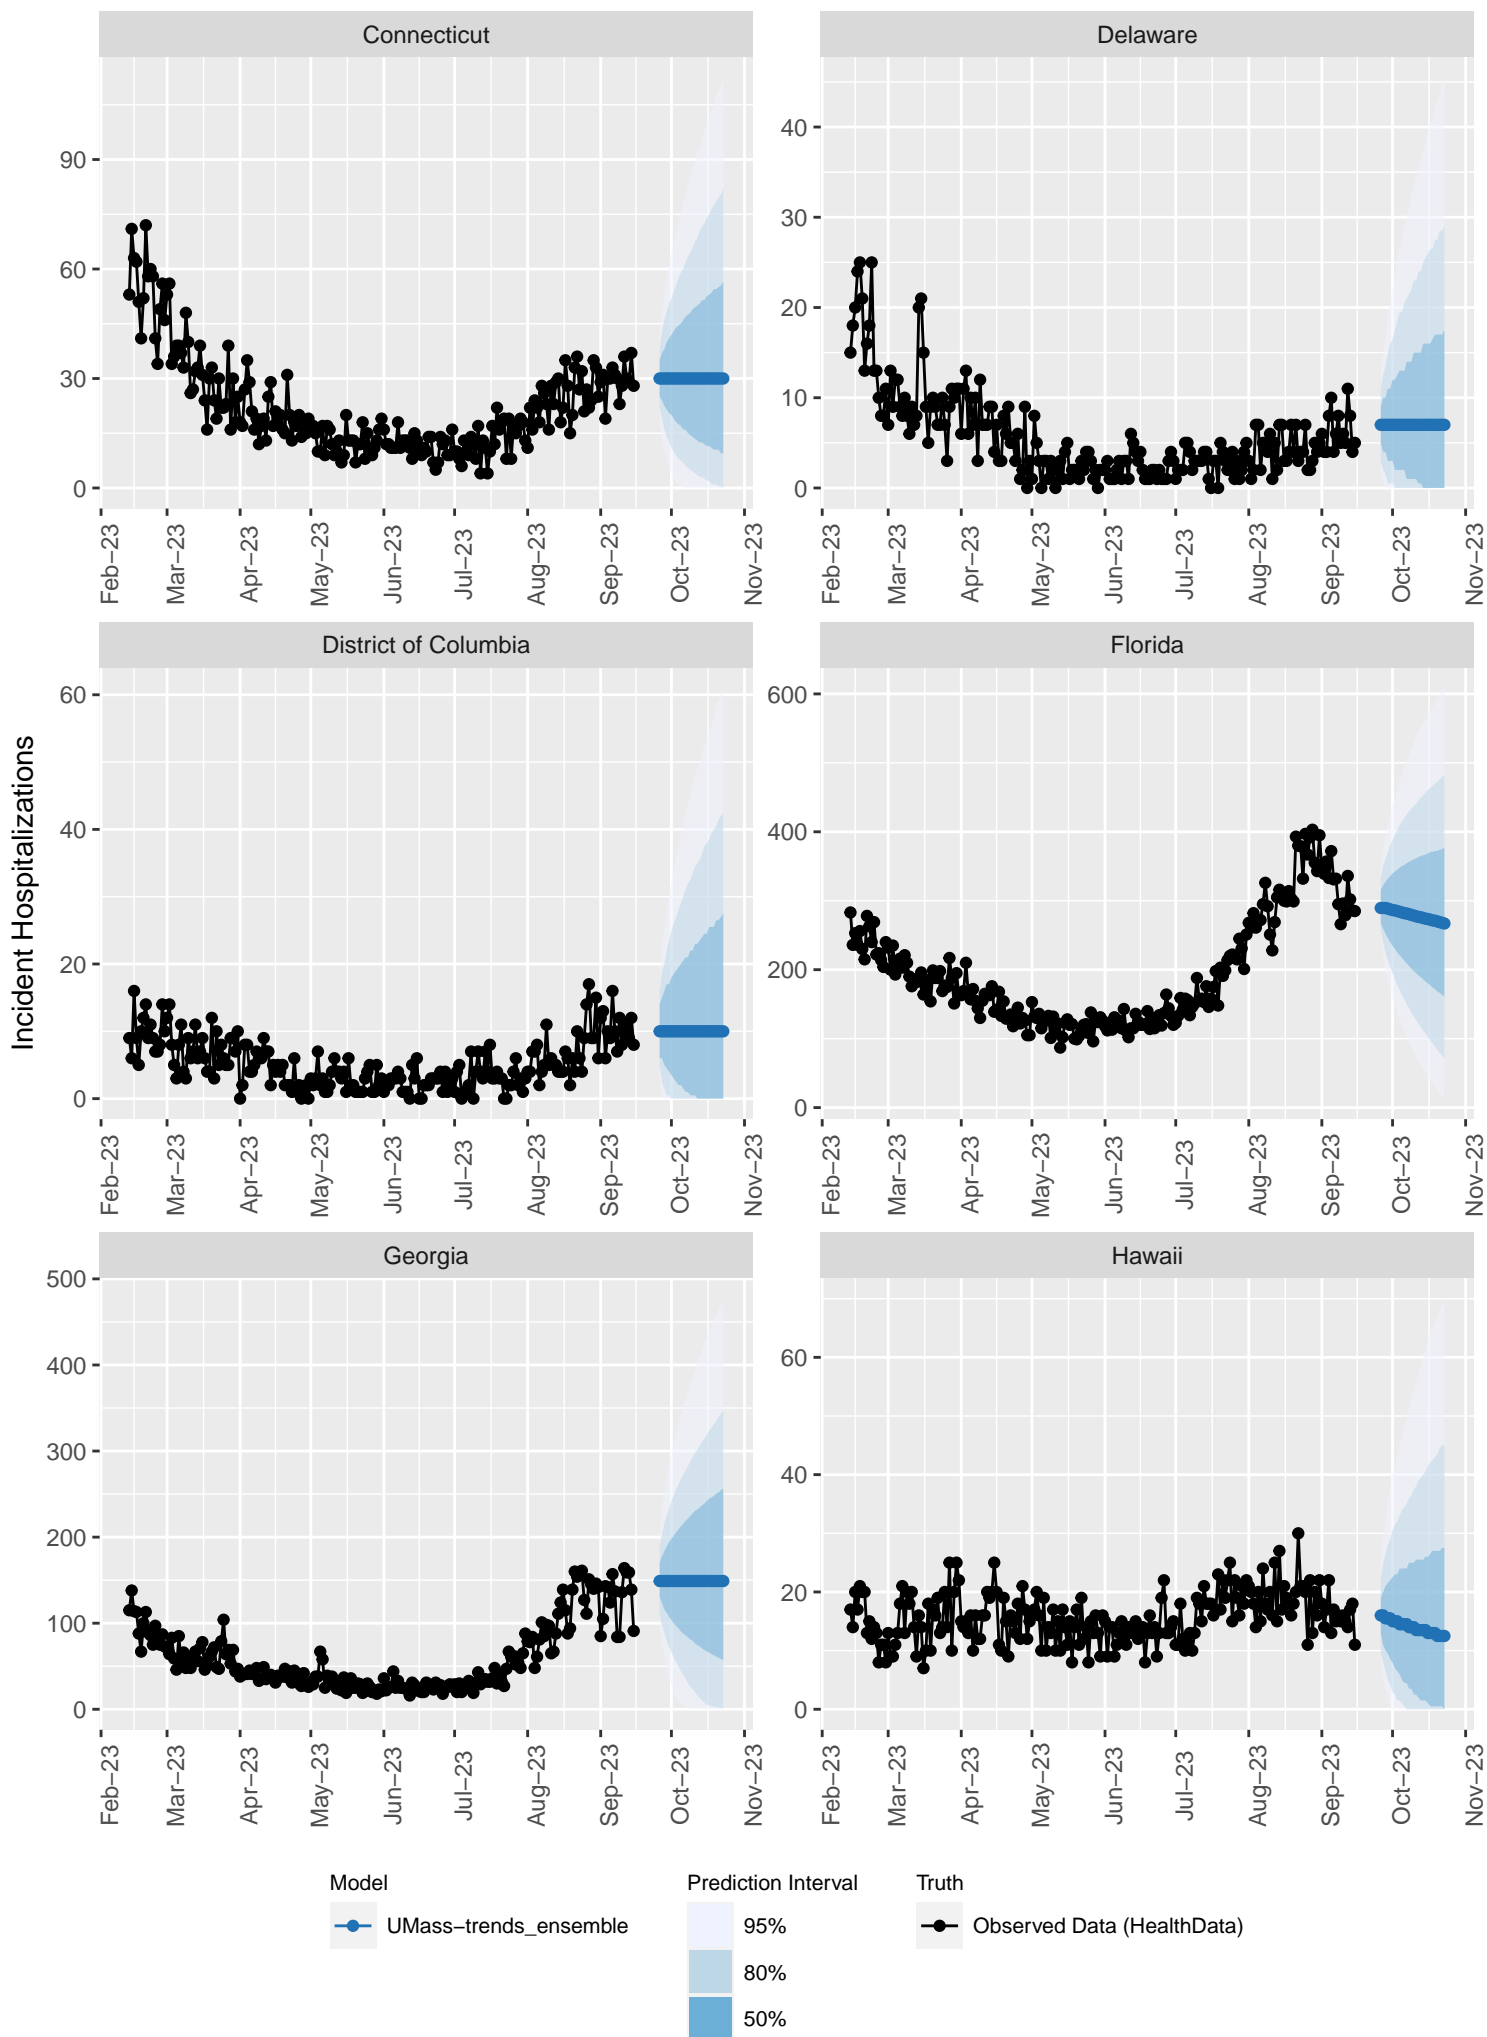 Connecticut
Delaware
90
60
30
0
40
30
20
10
0
Feb−23
Mar−23
Apr−23
May−23
Jun−23
Jul−23
Aug−23
Sep−23
Oct−23
Nov−23
Feb−23
Mar−23
Apr−23
May−23
Jun−23
Jul−23
Aug−23
Sep−23
Oct−23
Nov−23
Incident Hospitalizations
District of Columbia
Florida
60
40
20
0
600
400
200
0
Feb−23
Mar−23
Apr−23
May−23
Jun−23
Jul−23
Aug−23
Sep−23
Oct−23
Nov−23
Feb−23
Mar−23
Apr−23
May−23
Jun−23
Jul−23
Aug−23
Sep−23
Oct−23
Nov−23
Georgia
Hawaii
500
400
300
200
100
0
60
40
20
0
Feb−23
Mar−23
Apr−23
May−23
Jun−23
Jul−23
Aug−23
Sep−23
Oct−23
Nov−23
Feb−23
Mar−23
Apr−23
May−23
Jun−23
Jul−23
Aug−23
Sep−23
Oct−23
Nov−23
Model
UMass−trends_ensemble
Prediction Interval
95%
80%
50%
Truth
Observed Data (HealthData)